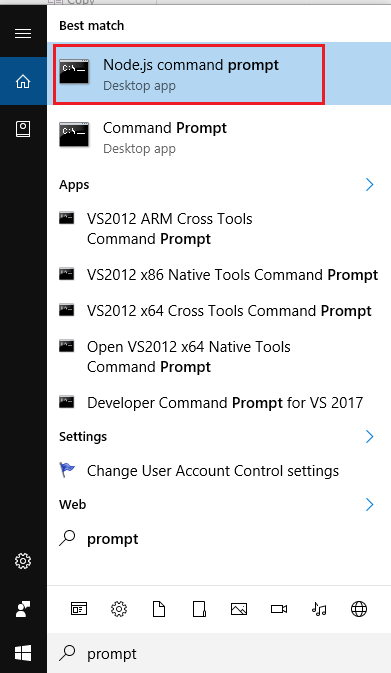 Copy
Best match
Node.js command prompt
Desktop app
Command Prompt
Desktop app
Apps
VS2012 ARM Cross Tools
Command Prompt
VS2012 x86 Native Tools Command Prompt
VS2012 x64 Cross Tools Command Prompt
Open VS2012 x64 Native Tools
Command Prompt
Developer Command Prompt for VS 2017
Settings
Change User Account Control settings
Web
prompt
prompt